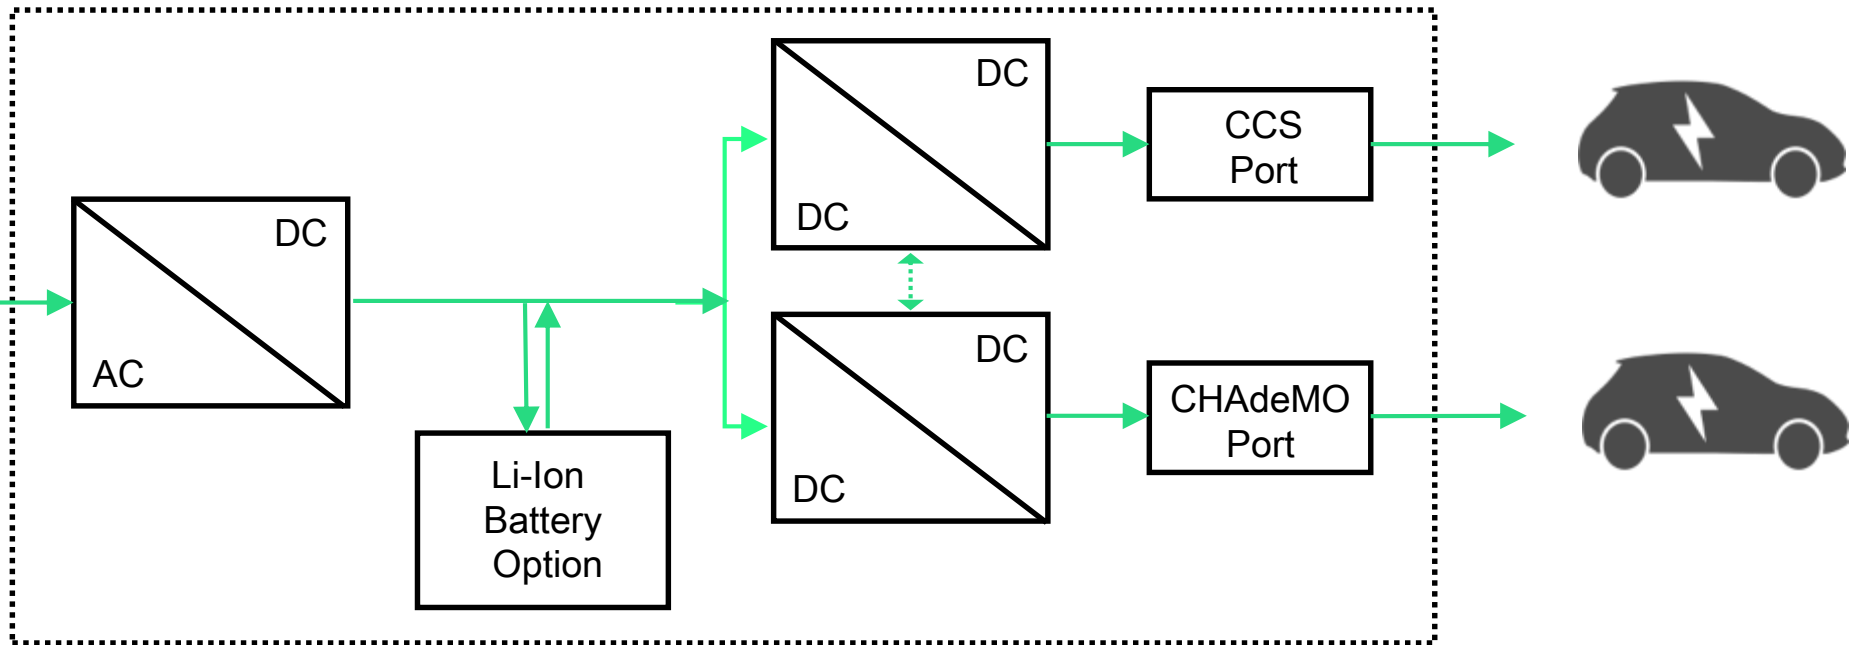 DC
AC
Li-Ion
Battery
Option
DC
DC
DC
DC
CCS
Port
CHAdeMO
Port